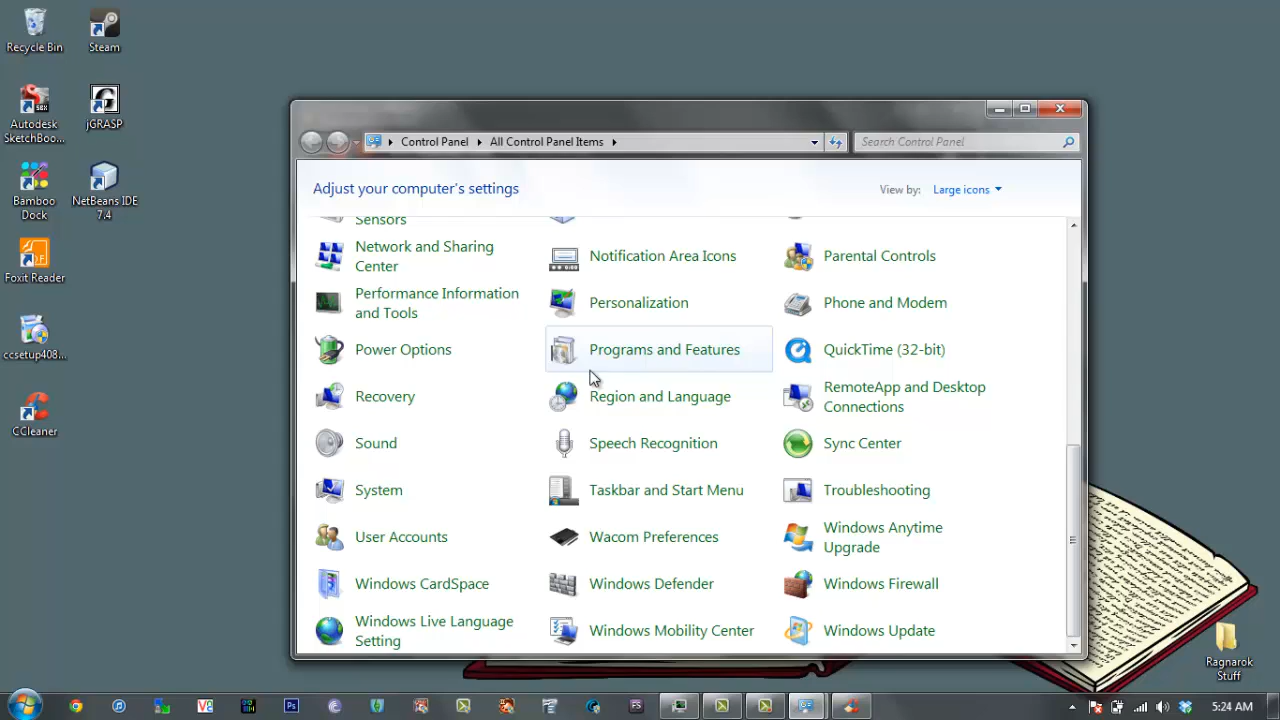 Recycle Bin
Steam
Autodesk
SketchBoo...
jGRASP
Bamboo
Dock
NetBeans IDE
7.4
Foxit Reader
ccsetup408...
CCleaner
Control Panel
All Control Panel Items
Search Control Panel
Adjust your computer's settings
View by: Large icons
Sensors
Network and Sharing
Center
Notification Area Icons
Parental Controls
Performance Information
and Tools
Personalization
Phone and Modem
Power Options
Programs and Features
QuickTime (32-bit)
Recovery
Region and Language
RemoteApp and Desktop
Connections
Sound
Speech Recognition
Sync Center
System
Taskbar and Start Menu
Troubleshooting
User Accounts
Wacom Preferences
Windows Anytime
Upgrade
Windows CardSpace
Windows Defender
Windows Firewall
Windows Live Language
Setting
Windows Mobility Center
Windows Update
Ragnarok
Stuff
Ps
FS
5:24 AM